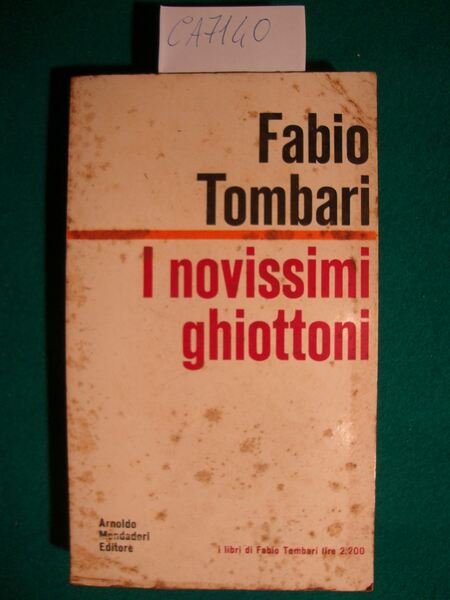 CA7140
Fabio
Tombari
I novissimi
ghiottoni
Arnoldo
Mondadori
Editore
i libri di Fabio Tombari lire 2.200